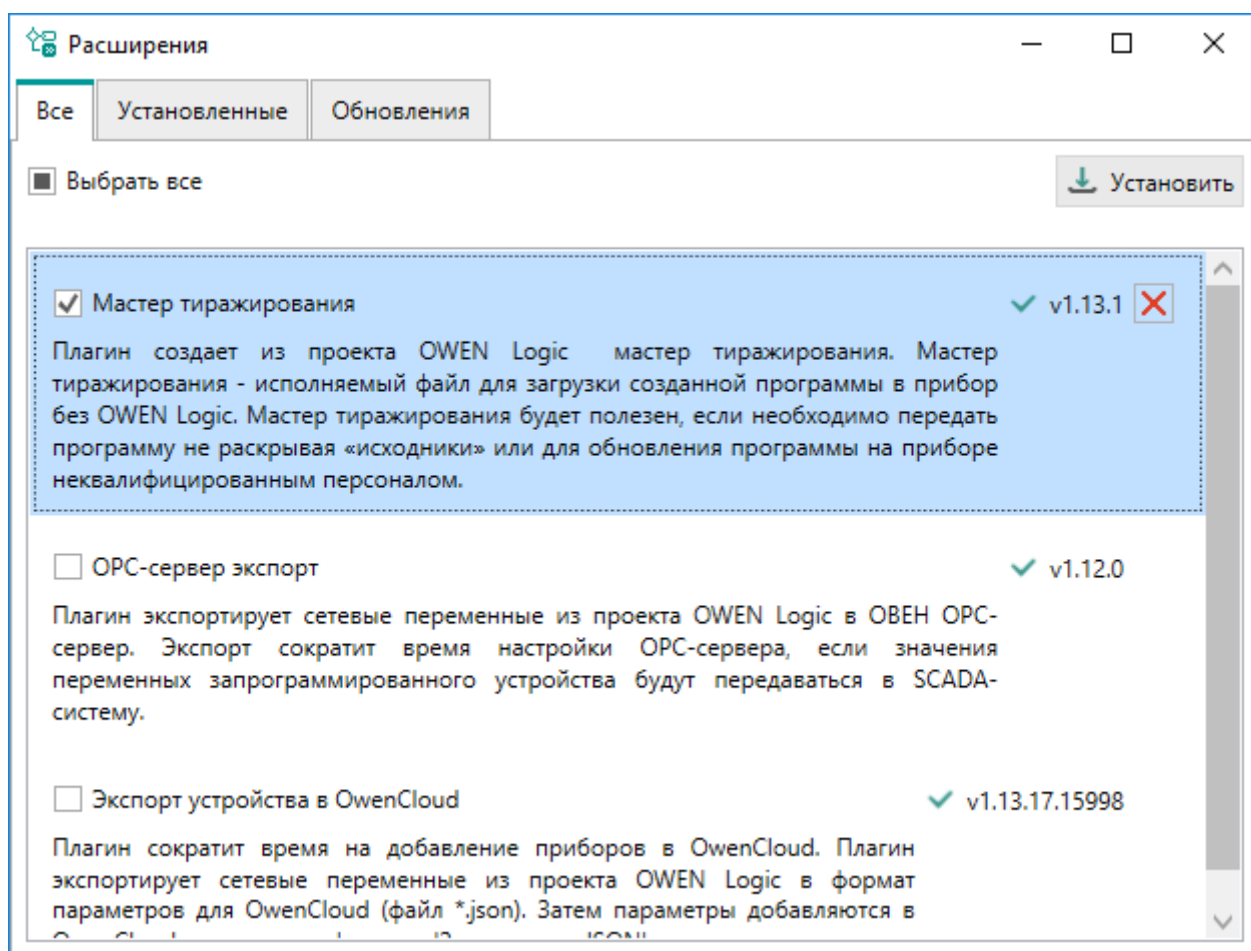 Расширения
Все
Установленные
Обновления
Выбрать все
Установить
Мастер тиражирования
v1.13.1
Плагин создает из проекта OWEN Logic мастер тиражирования. Мастер
тиражирования - исполняемый файл для загрузки созданной программы в прибор
без OWEN Logic. Мастер тиражирования будет полезен, если необходимо передать
программу не раскрывая «исходники» или для обновления программы на приборе
неквалифицированным персоналом.
OPC-сервер экспорт
v1.12.0
Плагин экспортирует сетевые переменные из проекта OWEN Logic в ОВЕН OPC-
сервер. Экспорт сократит время настройки OPC-сервера, если значения
переменных запрограммированного устройства будут передаваться в SCADA-
систему.
Экспорт устройства в OwenCloud
v1.13.17.15998
Плагин сократит время на добавление приборов в OwenCloud. Плагин
экспортирует сетевые переменные из проекта OWEN Logic в формат
параметров для OwenCloud (файл *.json). Затем параметры добавляются в